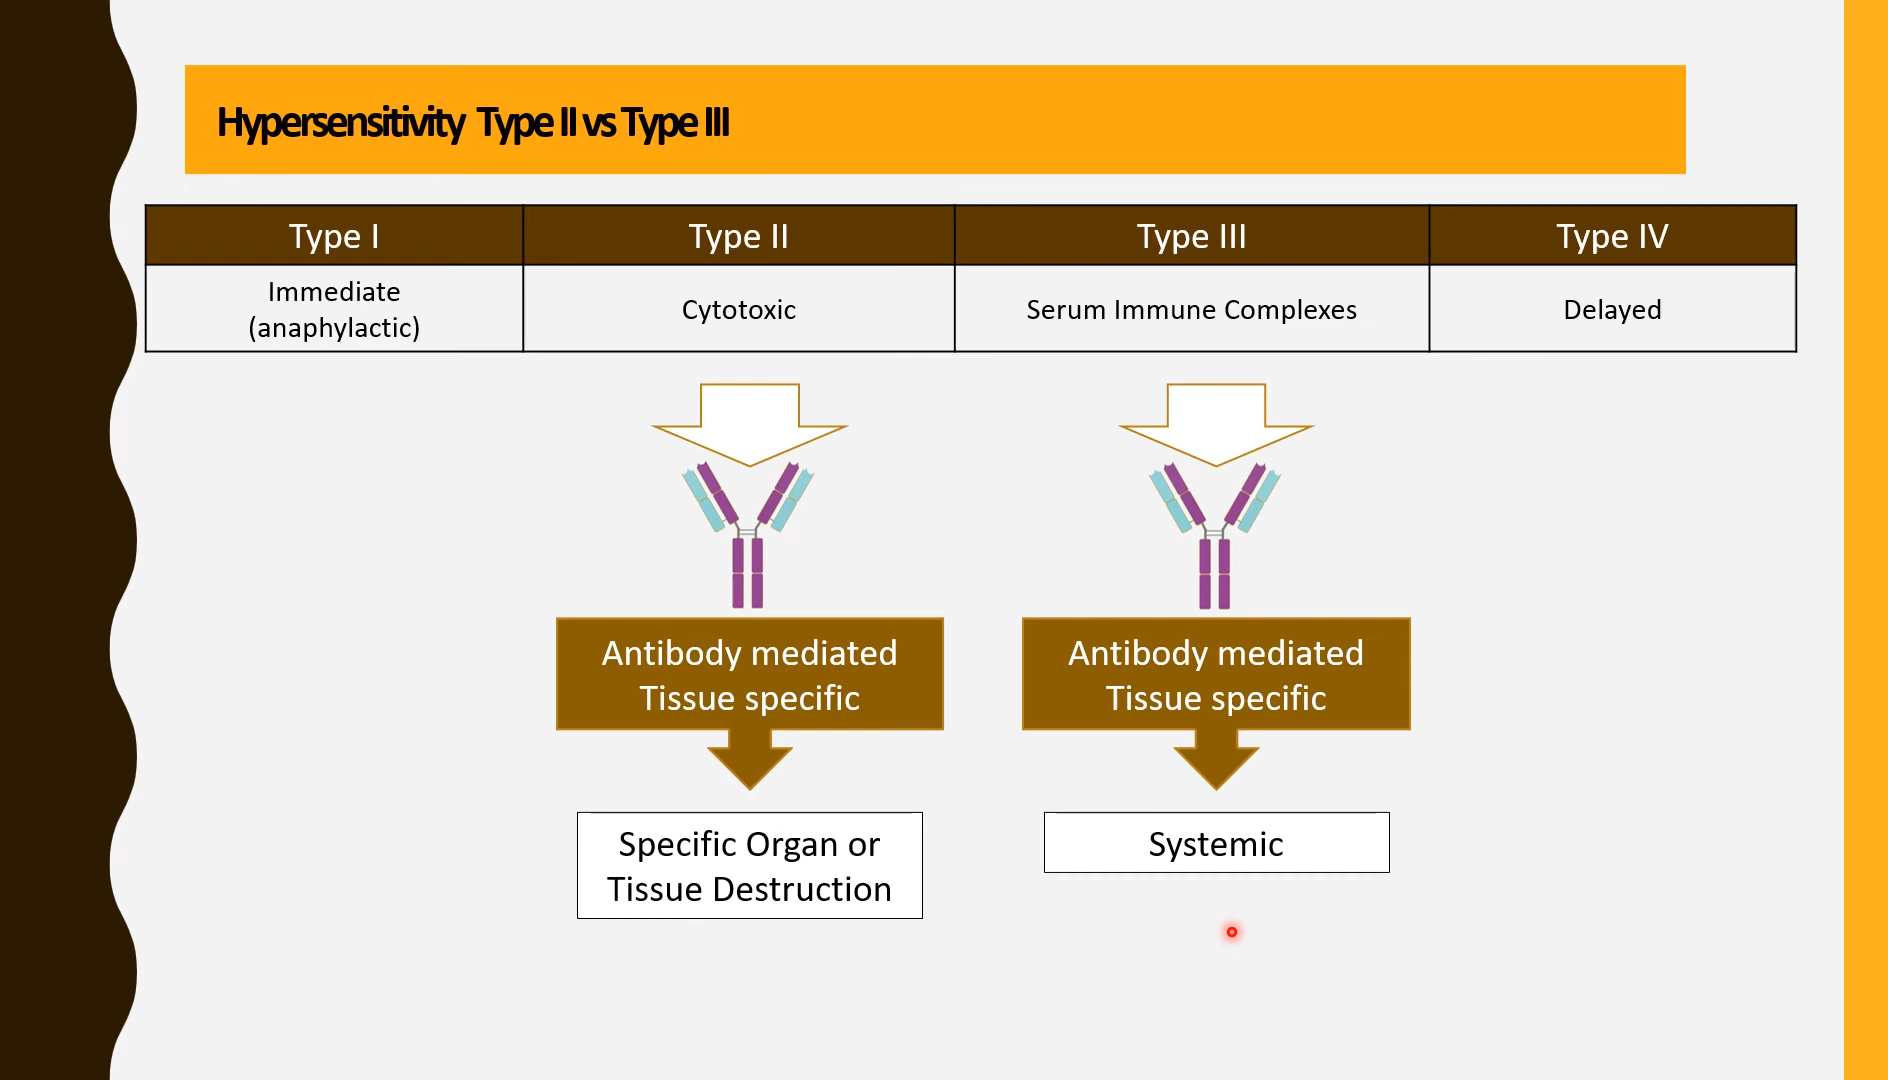 Hypersensitivity Type II vs Type III
Type I
Type II
Type III
Type IV
Immediate
(anaphylactic)
Cytotoxic
Serum Immune Complexes
Delayed
Antibody mediated
Tissue specific
Antibody mediated
Tissue specific
Specific Organ or
Tissue Destruction
Systemic